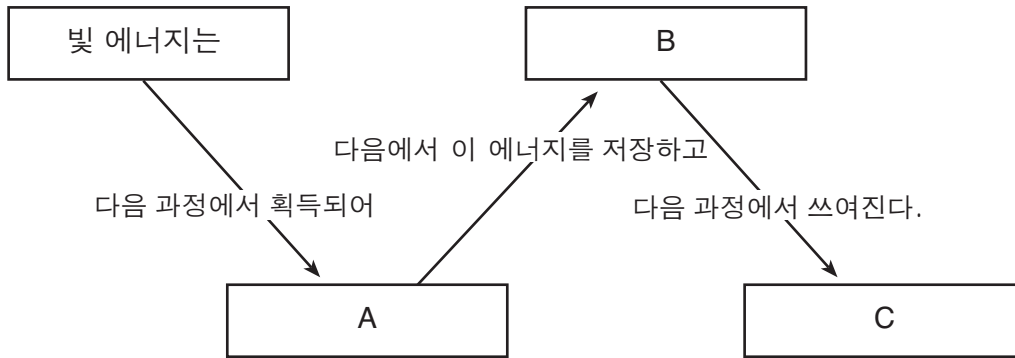 빛 에너지는
B
다음에서 이 에너지를 저장하고
다음 과정에서 획득되어
다음 과정에서 쓰여진다.
A
C